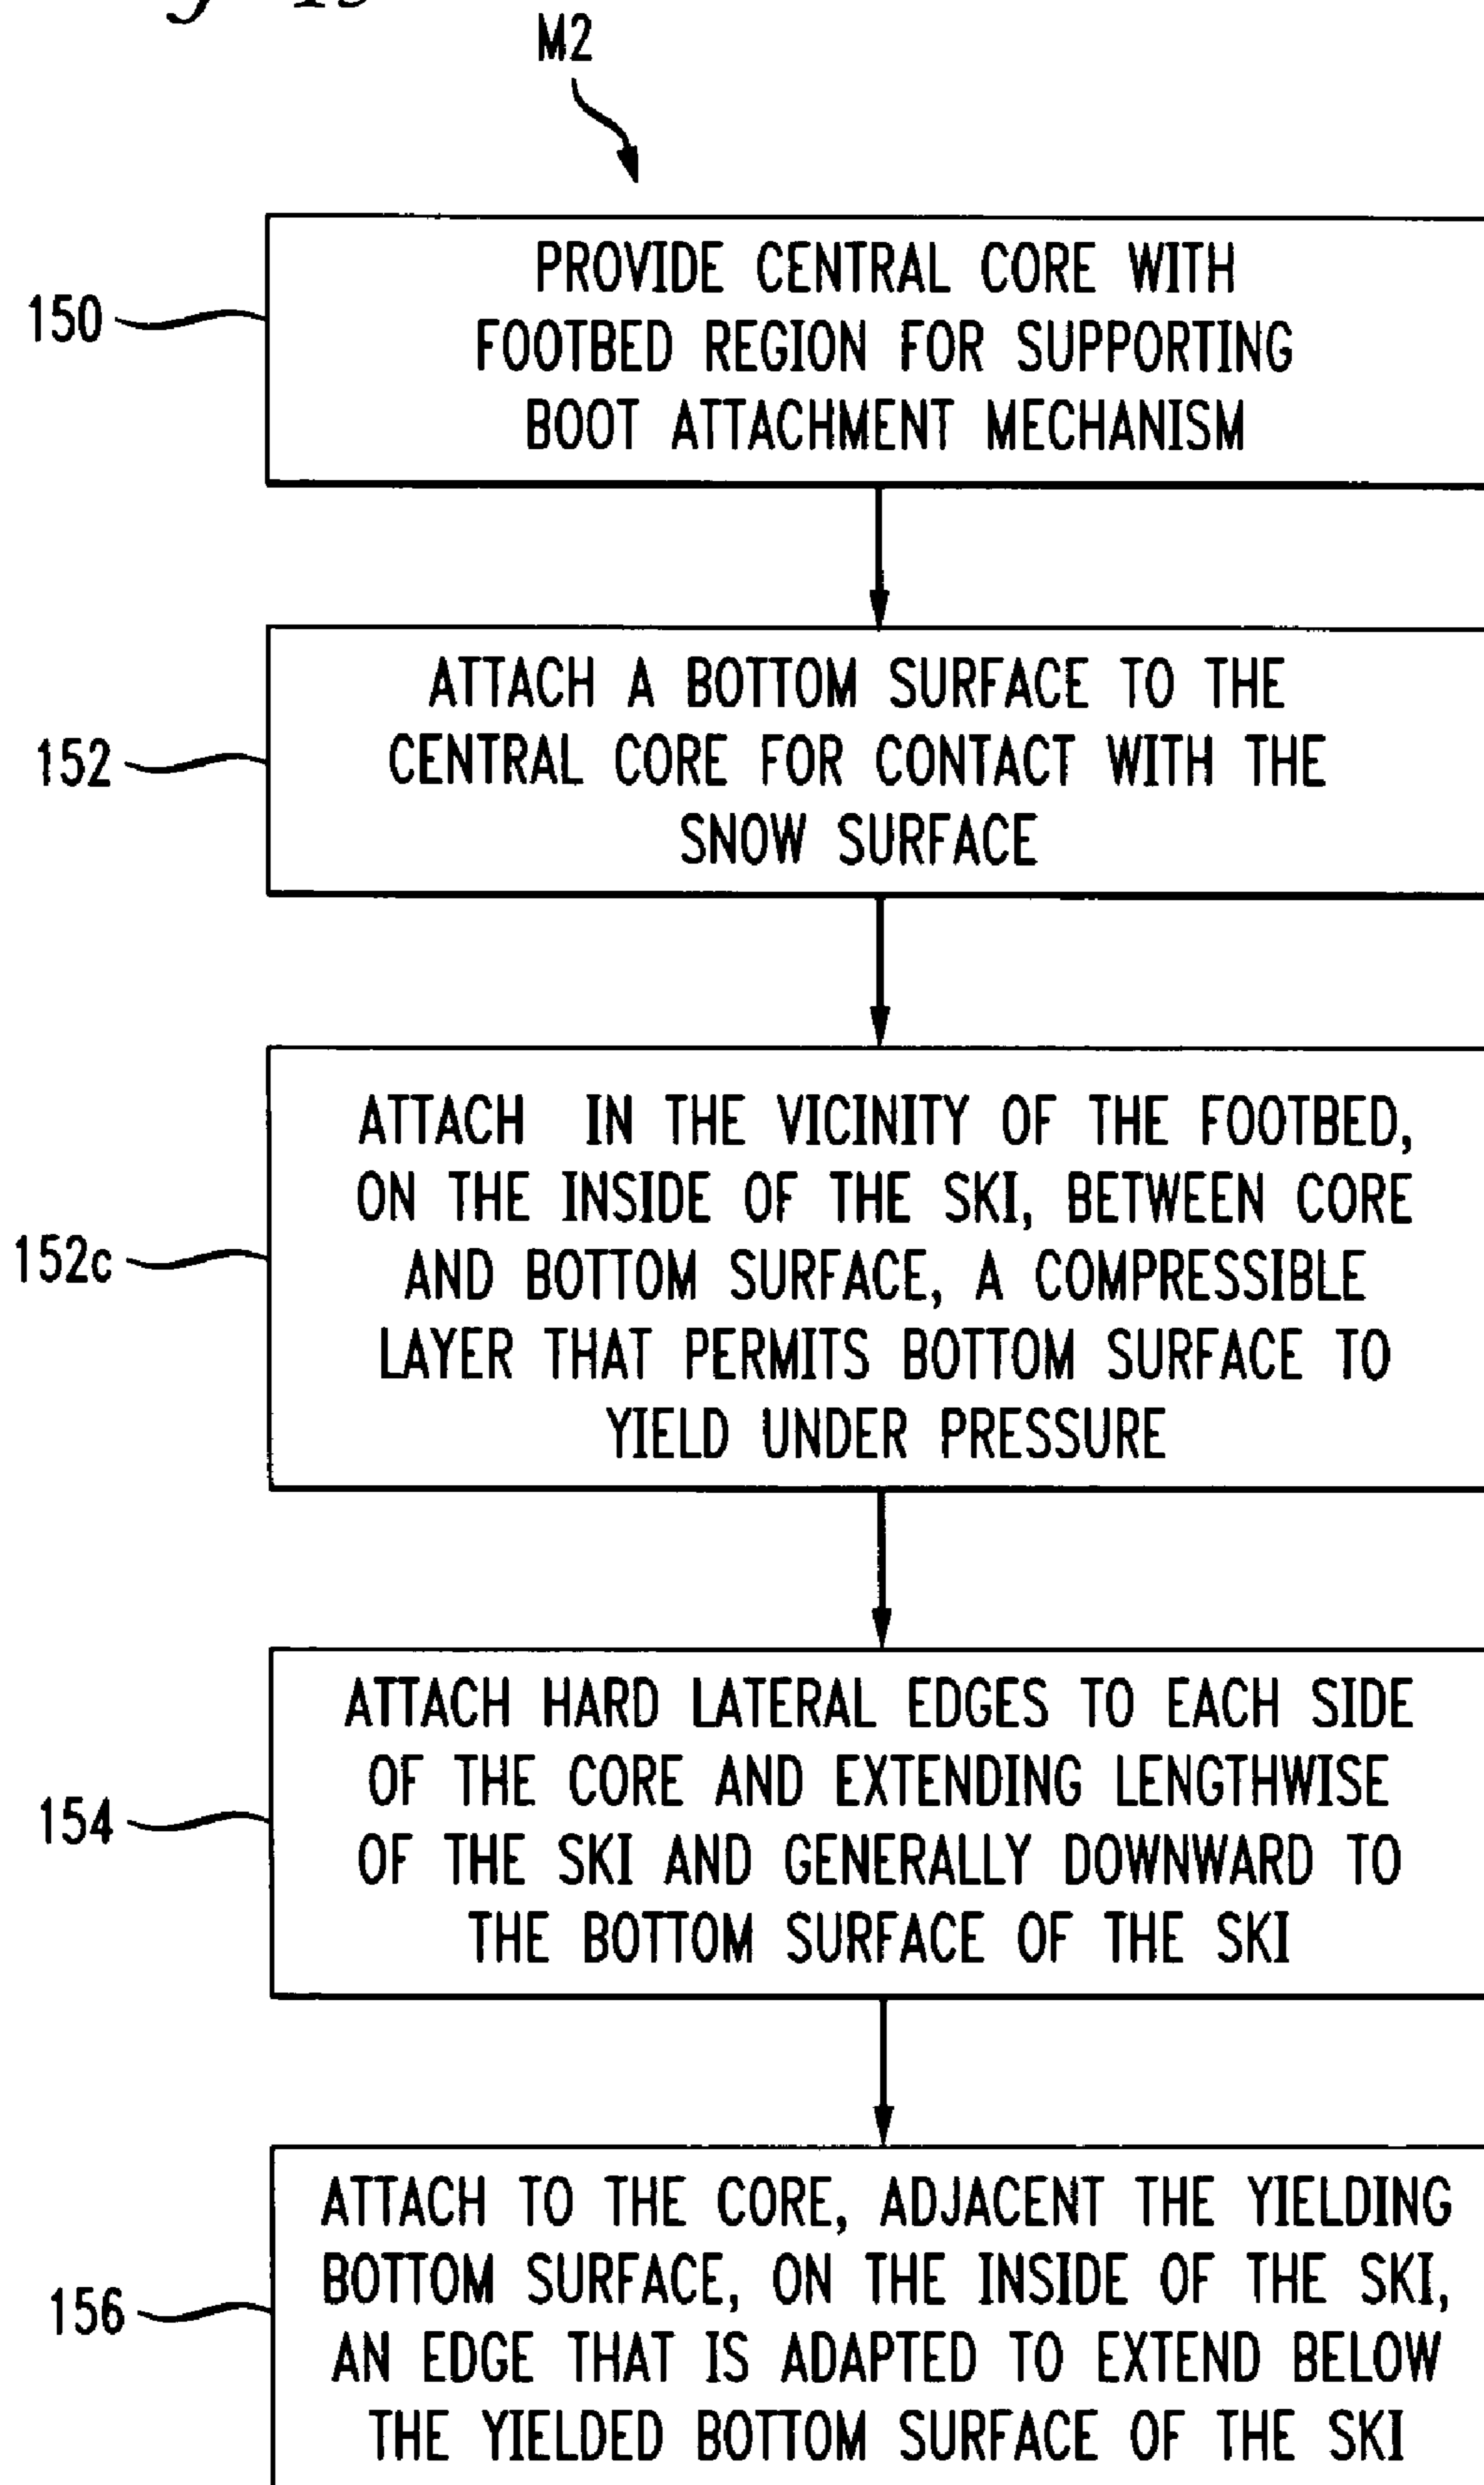 M2
150
PROVIDE CENTRAL CORE WITH
FOOTBED REGION FOR SUPPORTING
BOOT ATTACHMENT MECHANISM
152
ATTACH A BOTTOM SURFACE TO THE
CENTRAL CORE FOR CONTACT WITH THE
SNOW SURFACE
152c
ATTACH IN THE VICINITY OF THE FOOTBED,
ON THE INSIDE OF THE SKI, BETWEEN CORE
AND BOTTOM SURFACE, A COMPRESSIBLE
LAYER THAT PERMITS BOTTOM SURFACE TO
YIELD UNDER PRESSURE
154
ATTACH HARD LATERAL EDGES TO EACH SIDE
OF THE CORE AND EXTENDING LENGTHWISE
OF THE SKI AND GENERALLY DOWNWARD TO
THE BOTTOM SURFACE OF THE SKI
156
ATTACH TO THE CORE, ADJACENT THE YIELDING
BOTTOM SURFACE, ON THE INSIDE OF THE SKI,
AN EDGE THAT IS ADAPTED TO EXTEND BELOW
THE YIELDED BOTTOM SURFACE OF THE SKI